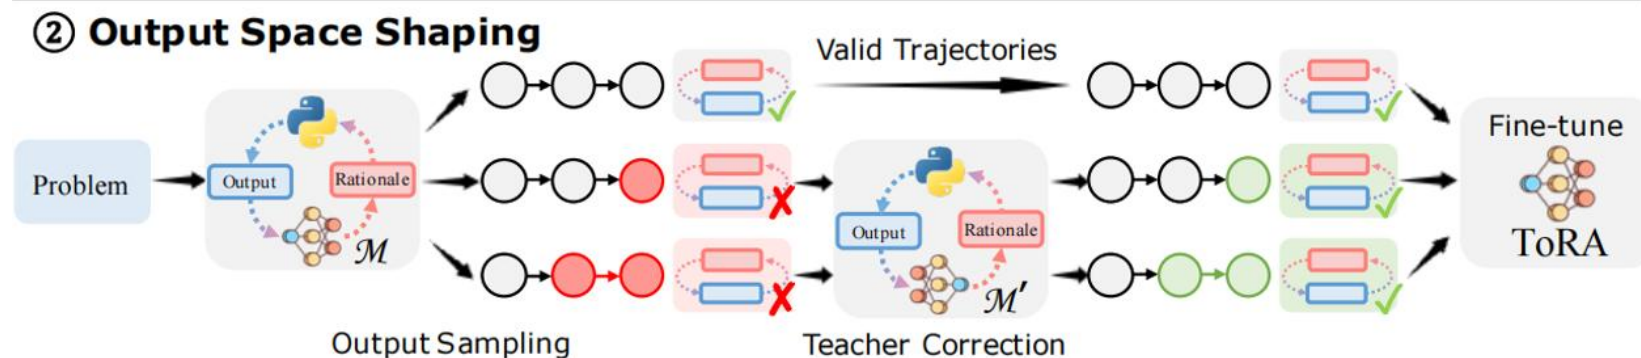 ② Output Space Shaping
Valid Trajectories
Problem
Output
Rationale
M
Output
Rationale
M′
Fine-tune
ToRA
Output Sampling
Teacher Correction